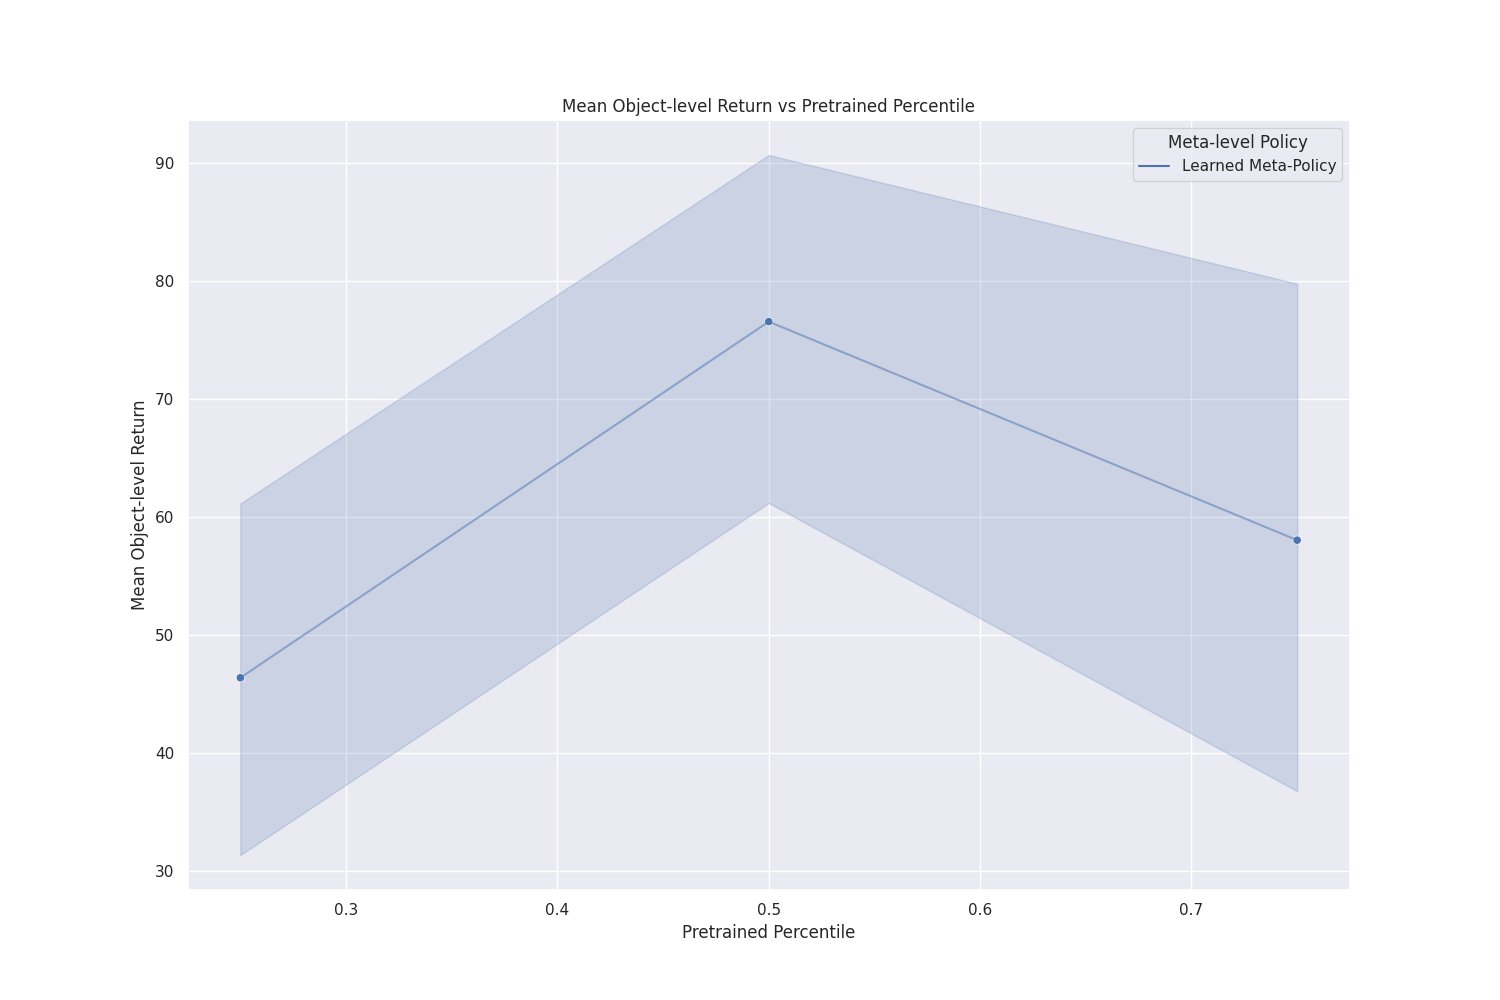 Mean Object-level Return vs Pretrained Percentile
Meta-level Policy
Learned Meta-Policy
Mean Object-level Return
90
80
70
60
50
40
30
0.3
0.4
0.5
0.6
0.7
Pretrained Percentile